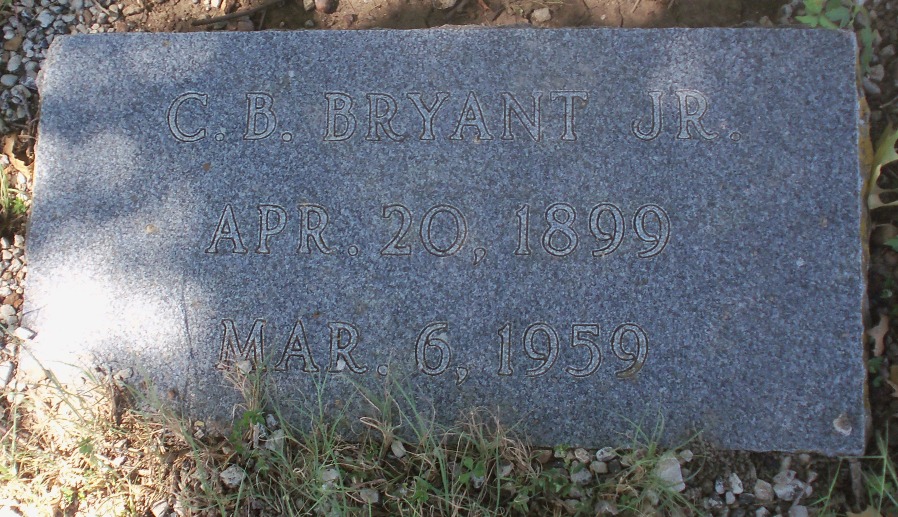 C.B. BRYANT JR.
APR. 20, 1899
MAR. 6, 1959